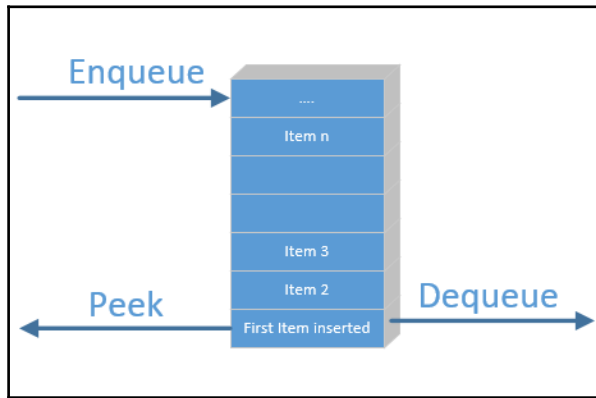 Enqueue
....
Item n
Item 3
Item 2
Peek
First Item inserted
Dequeue